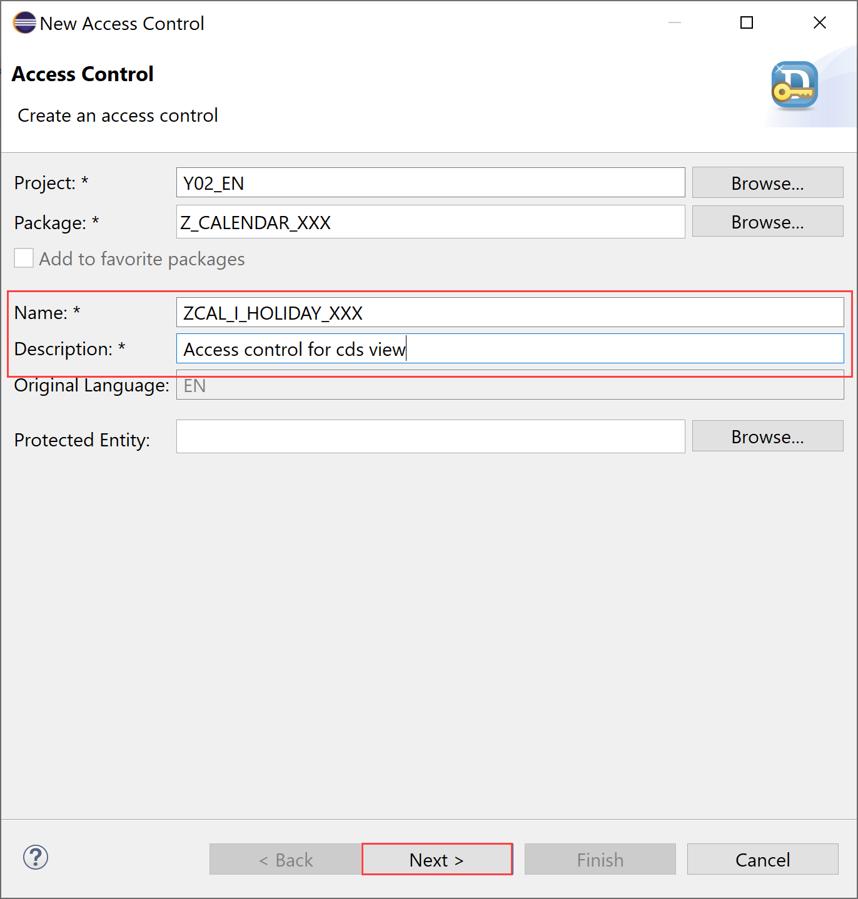 New Access Control
Access Control
Create an access control
Project: * Y02_EN Browse...
Package: * Z_CALENDAR_XXX Browse...
Add to favorite packages
Name: * ZCAL_I_HOLIDAY_XXX
Description: * Access control for cds view
Original Language: EN
Protected Entity: Browse...
? < Back Next > Finish Cancel